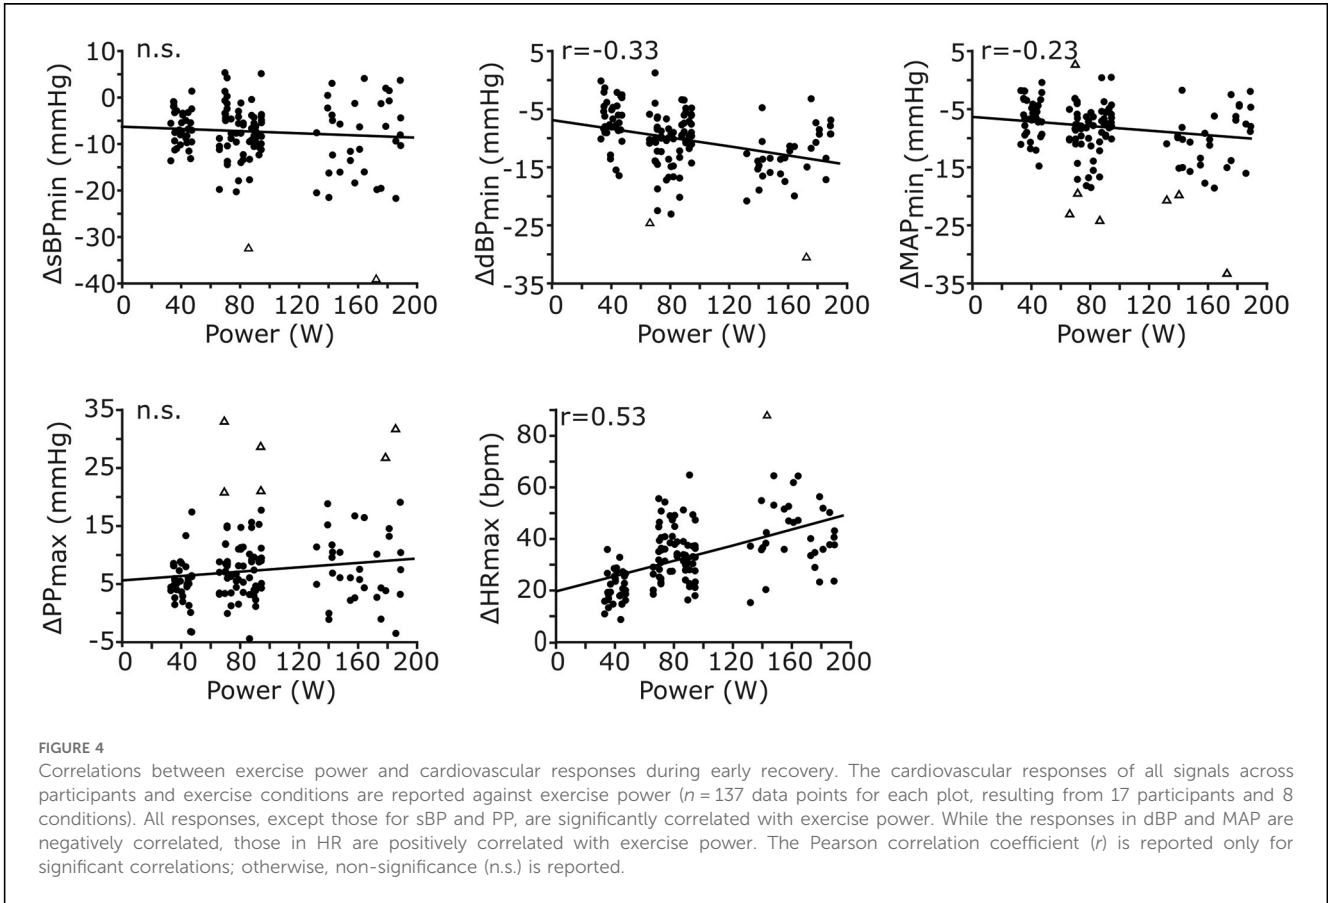 n.s.
10
0
-10
-20
-30
-40
ΔsBPmin (mmHg)
0 40 80 120 160 200
Power (W)
r=-0.33
5
-5
-15
-25
-35
ΔdBPmin (mmHg)
0 40 80 120 160 200
Power (W)
r=-0.23
5
-5
-15
-25
-35
ΔMAPmin (mmHg)
0 40 80 120 160 200
Power (W)
n.s.
35
25
15
5
-5
ΔPPmax (mmHg)
0 40 80 120 160 200
Power (W)
r=0.53
80
60
40
20
0
ΔHRmax (bpm)
0 40 80 120 160 200
Power (W)
FIGURE 4
Correlations between exercise power and cardiovascular responses during early recovery. The cardiovascular responses of all signals across
participants and exercise conditions are reported against exercise power (n = 137 data points for each plot, resulting from 17 participants and 8
conditions). All responses, except those for sBP and PP, are significantly correlated with exercise power. While the responses in dBP and MAP are
negatively correlated, those in HR are positively correlated with exercise power. The Pearson correlation coefficient (r) is reported only for
significant correlations; otherwise, non-significance (n.s.) is reported.